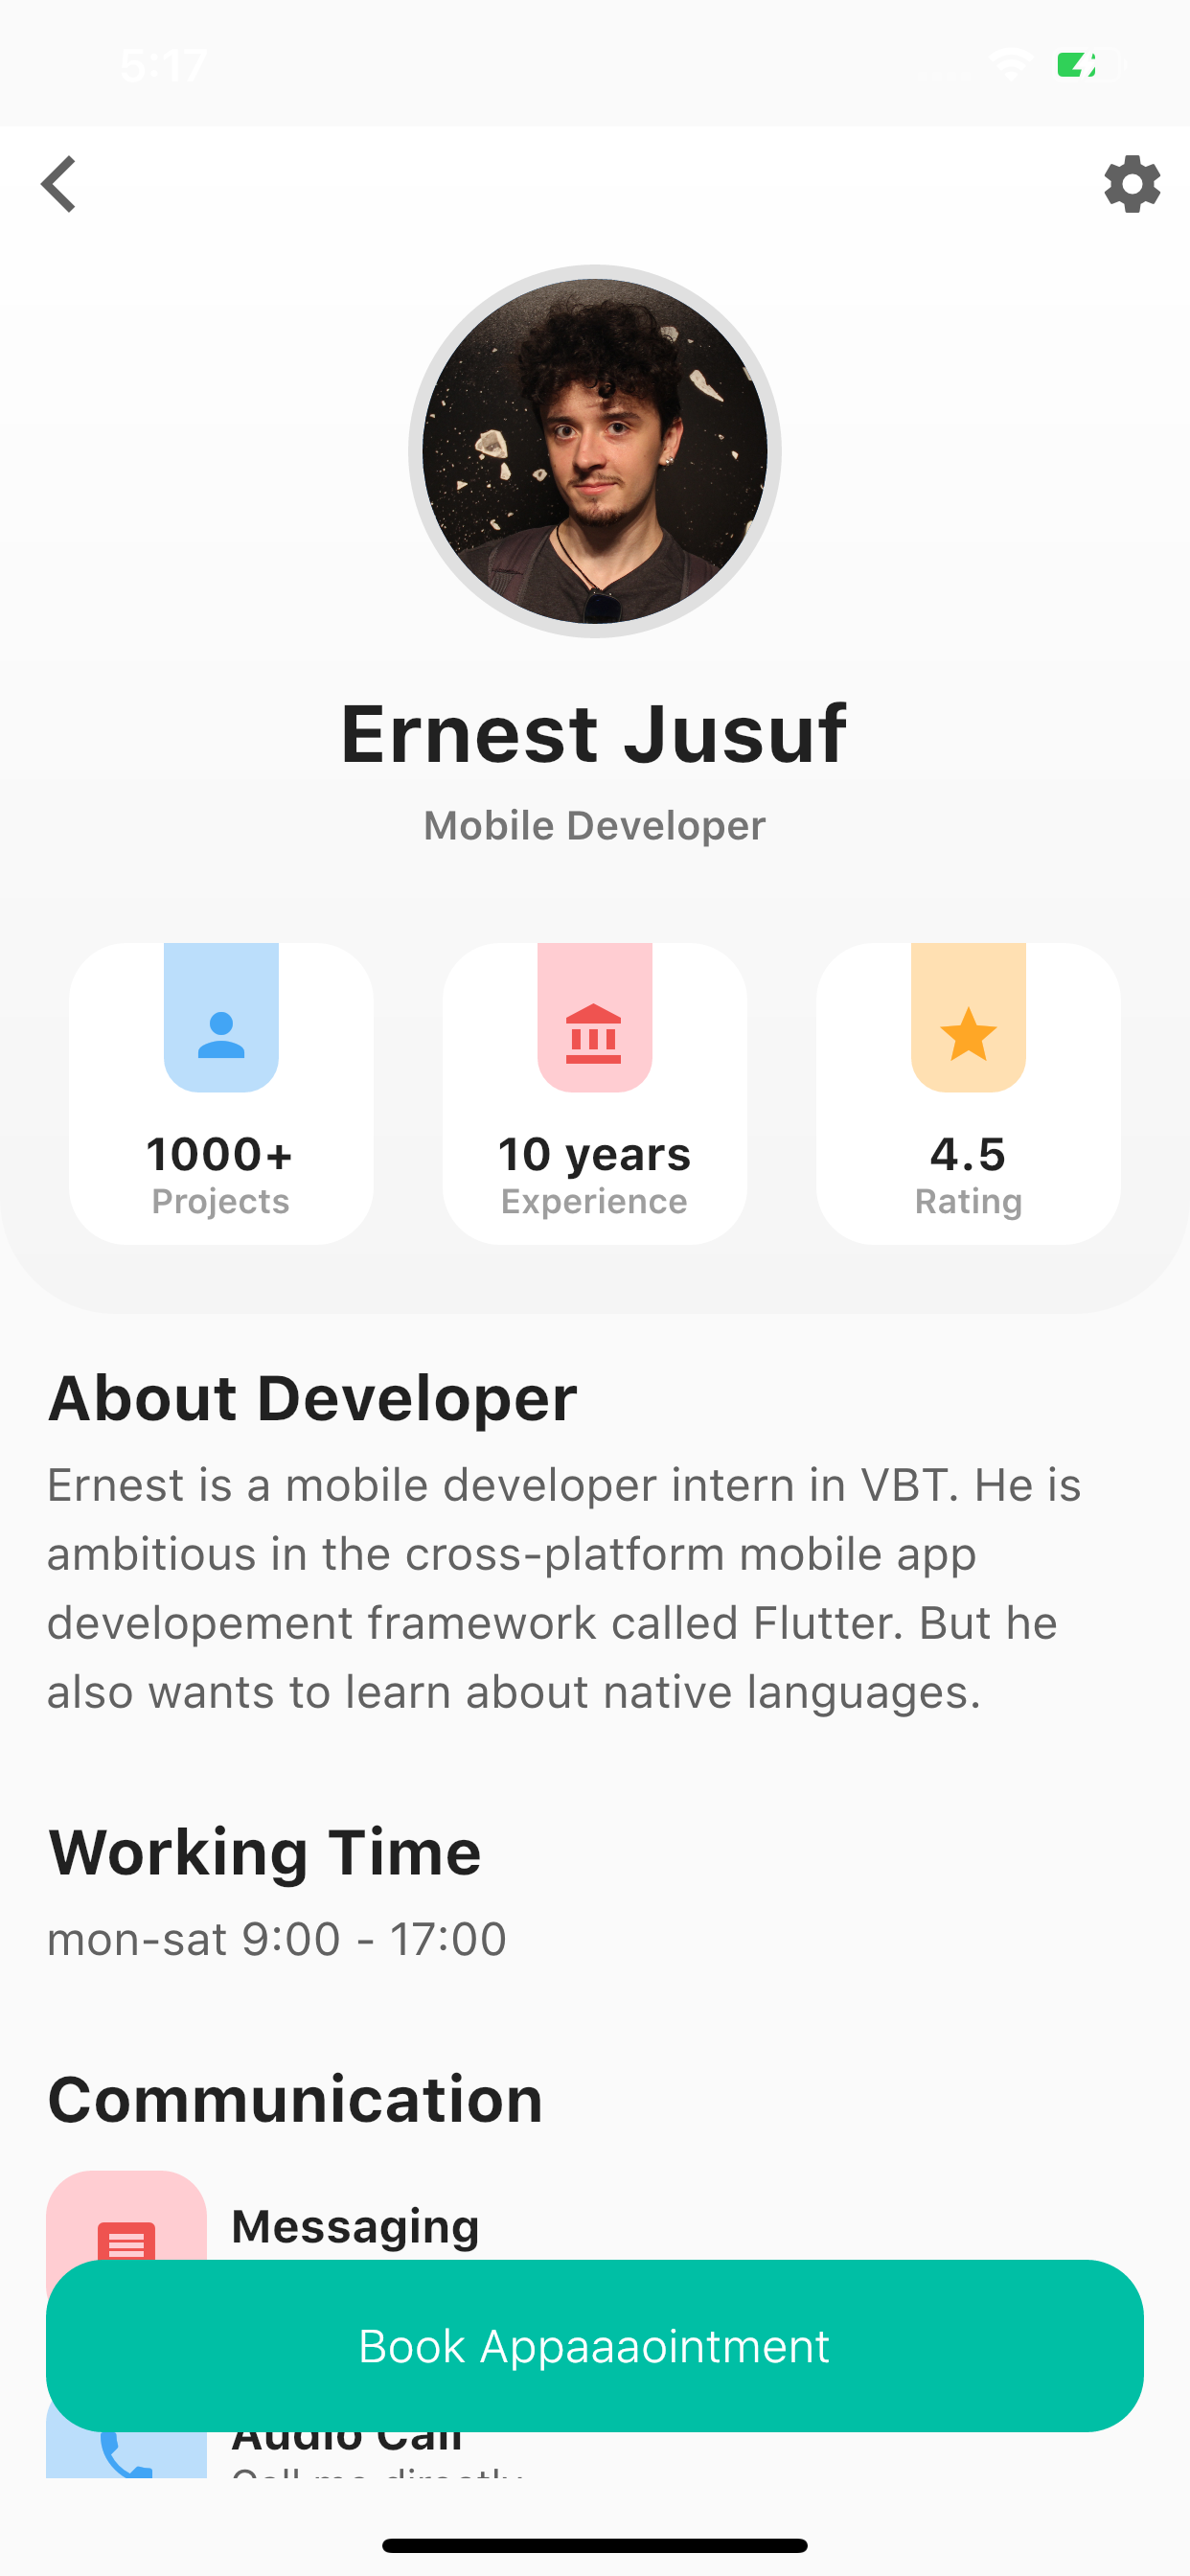 5:17
Ernest Jusuf
Mobile Developer
1000+
Projects
10 years
Experience
4.5
Rating
About Developer
Ernest is a mobile developer intern in VBT. He is
ambitious in the cross-platform mobile app
developement framework called Flutter. But he
also wants to learn about native languages.
Working Time
mon-sat 9:00 - 17:00
Communication
Messaging
Book Appaaaointment
Audio Call
Call me directly